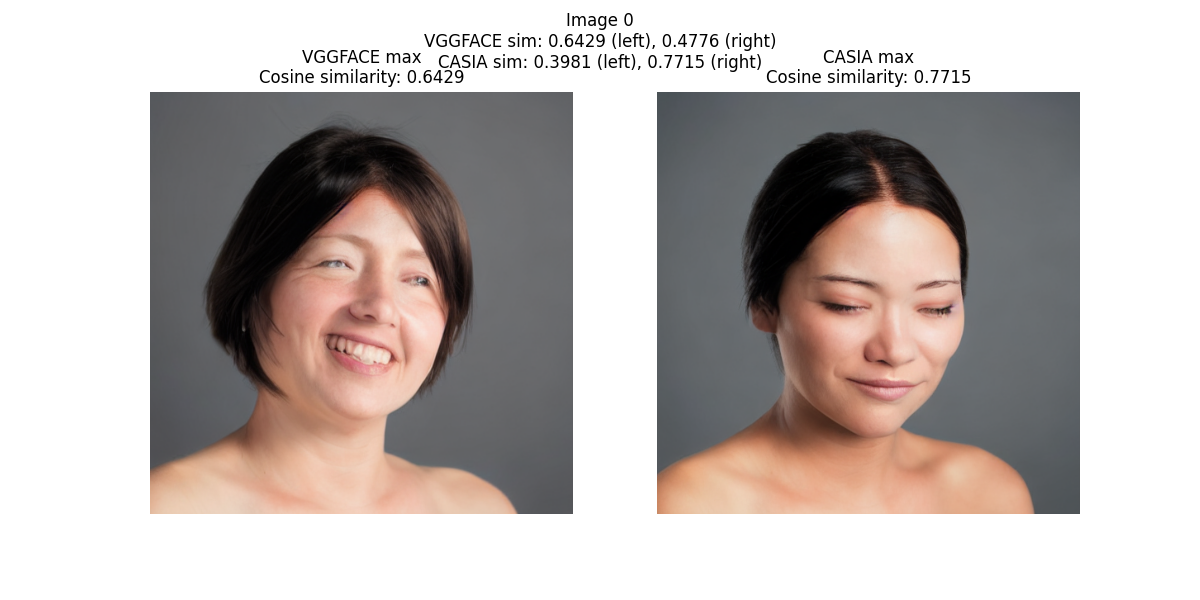 Image 0
VGGFACE sim: 0.6429 (left), 0.4776 (right)
CASIA sim: 0.3981 (left), 0.7715 (right)
VGGFACE max
Cosine similarity: 0.6429
CASIA max
Cosine similarity: 0.7715